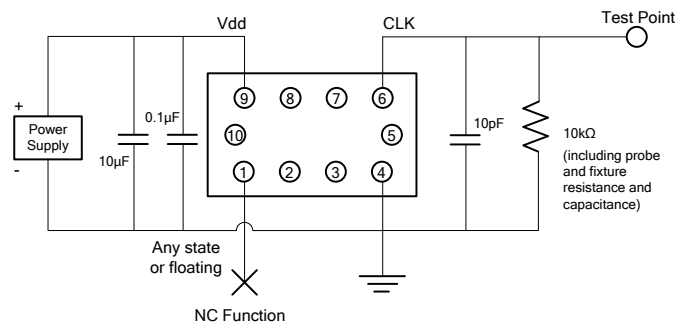 Test Point
Vdd
CLK
+
Power
Supply
-
10µF
0.1µF
9
8
7
6
10
5
1
2
3
4
10pF
10kΩ
(including probe
and fixture
resistance and
capacitance)
Any state
or floating
NC Function